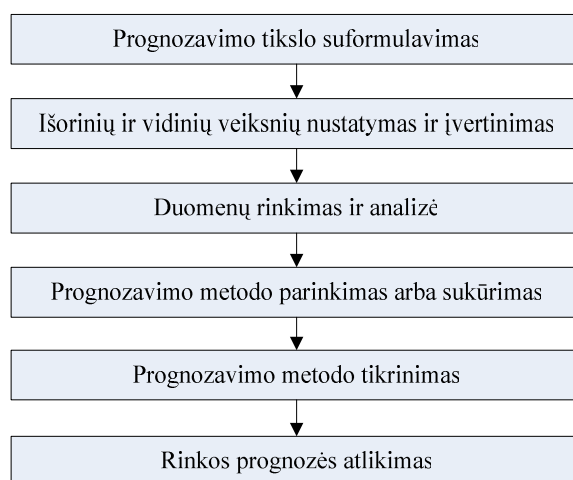 Prognozavimo tikslo suformulavimas
Išorinių ir vidinių veiksnių nustatymas ir įvertinimas
Duomenų rinkimas ir analizė
Prognozavimo metodo parinkimas arba sukūrimas
Prognozavimo metodo tikrinimas
Rinkos prognozės atlikimas